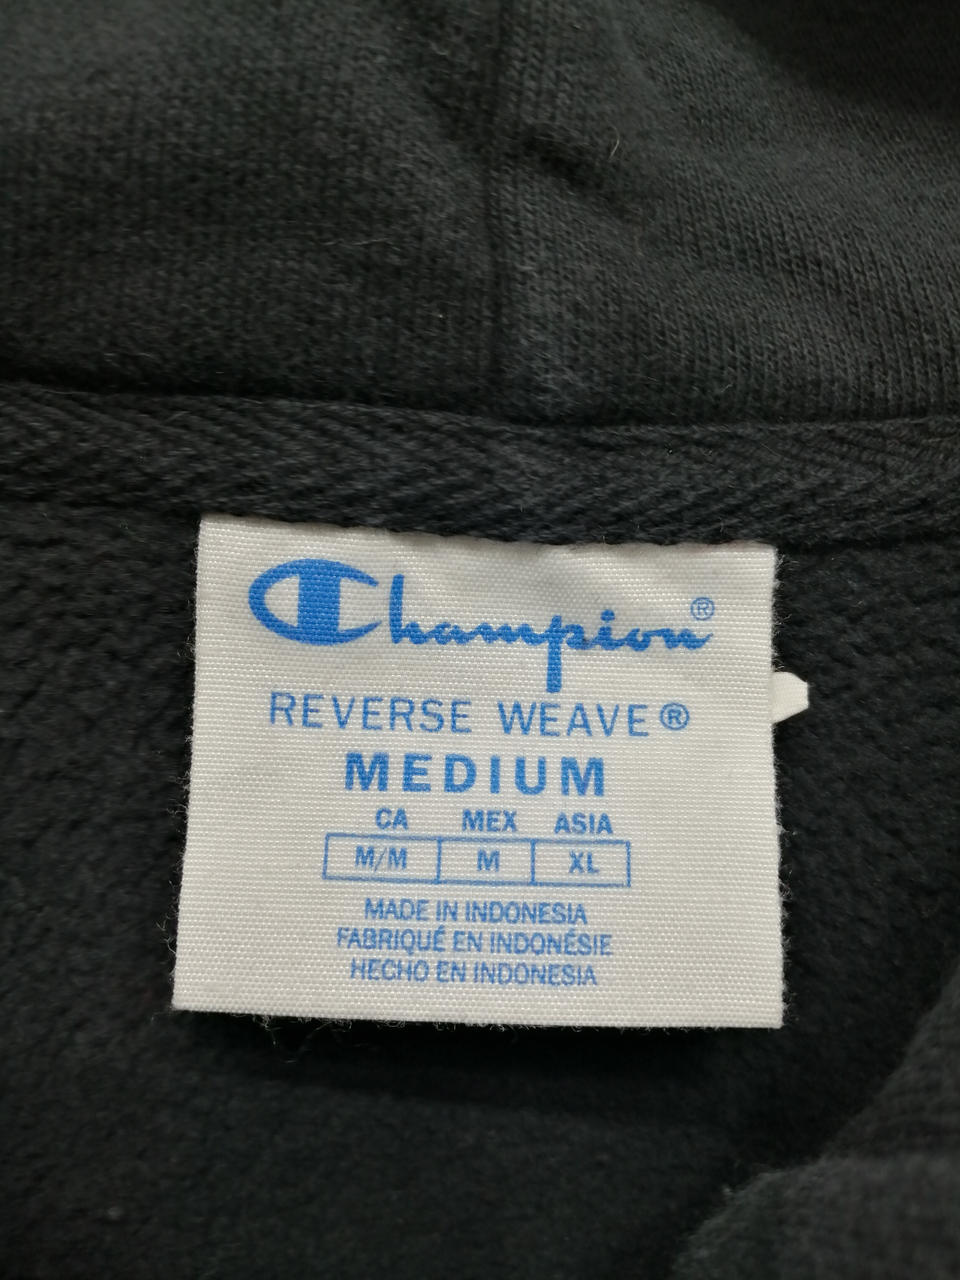 Champion®
REVERSE WEAVE®
MEDIUM
CA MEX ASIA
M/M M XL
MADE IN INDONESIA
FABRIQUÉ EN INDONÉSIE
HECHO EN INDONESIA